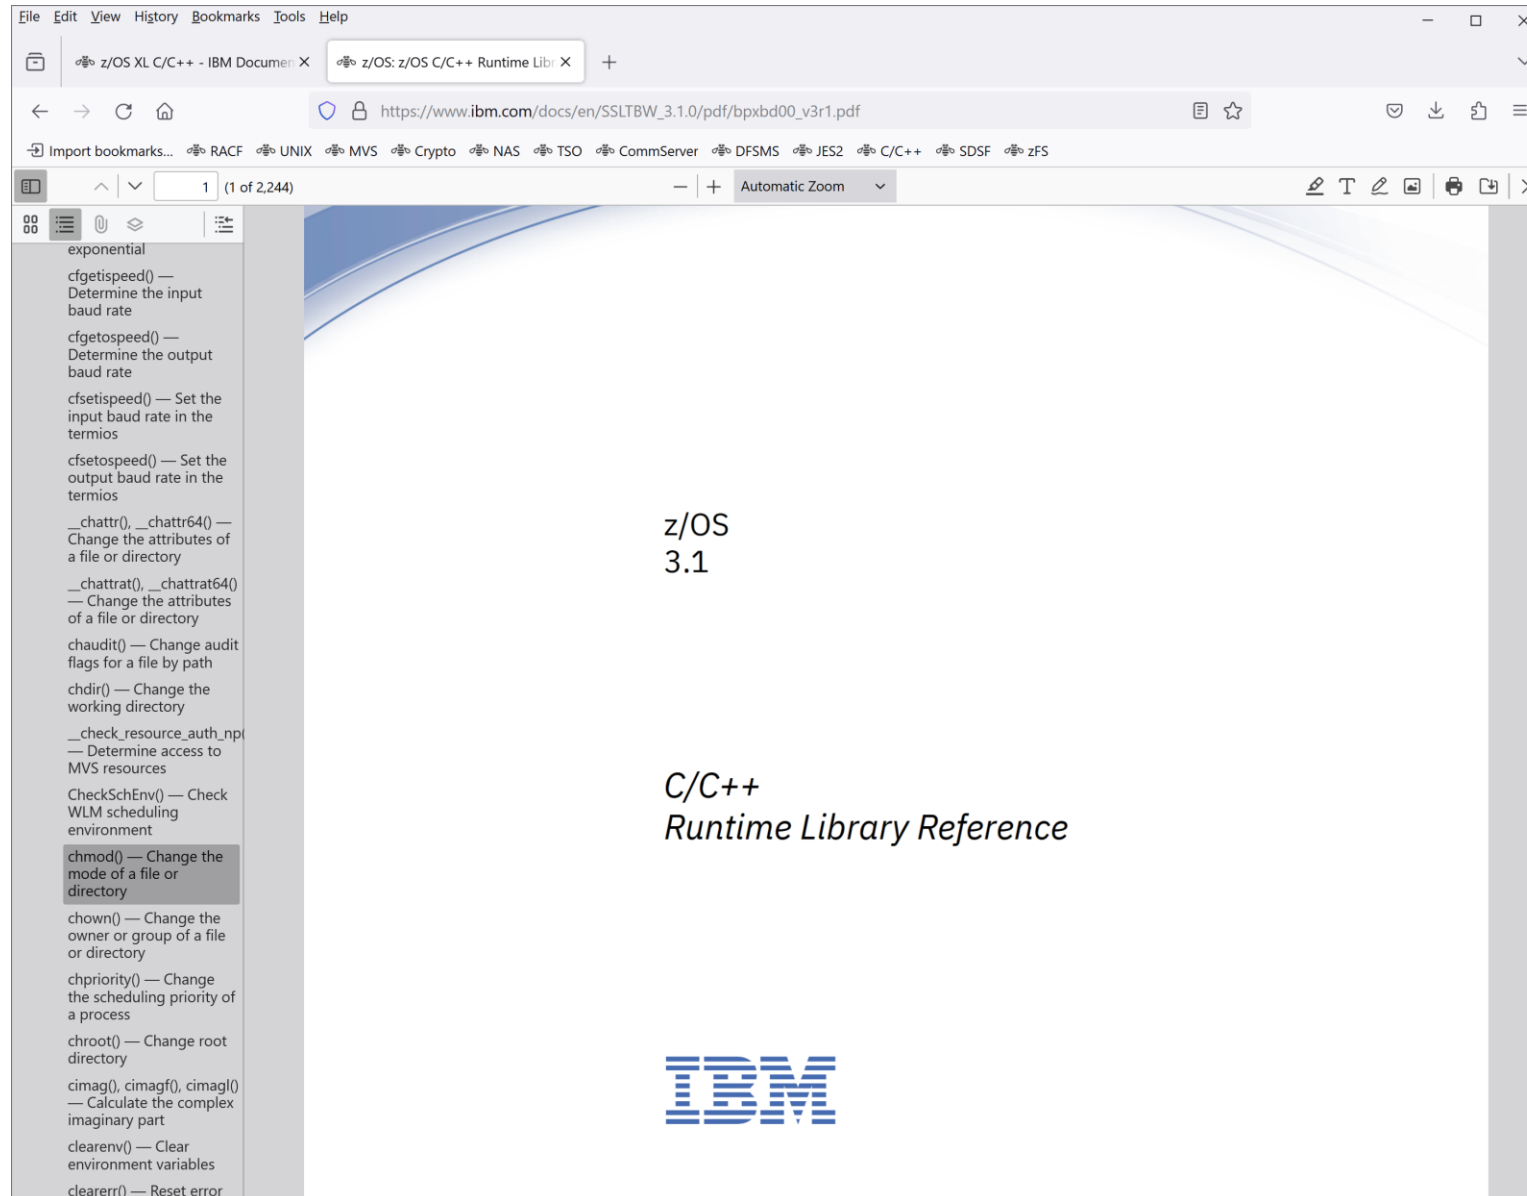 File Edit View History Bookmarks Tools Help
z/OS XL C/C++ - IBM Documen
z/OS: z/OS C/C++ Runtime Libr
https://www.ibm.com/docs/en/SSLTBW_3.1.0/pdf/bpxbd00_v3r1.pdf
Import bookmarks... RACF UNIX MVS Crypto NAS TSO CommServer DFSMS JES2 C/C++ SDSF zFS
1 (1 of 2,244) Automatic Zoom
exponential
cfgetispeed() —
Determine the input
baud rate
cfgetospeed() —
Determine the output
baud rate
cfsetispeed() — Set the
input baud rate in the
termios
cfsetospeed() — Set the
output baud rate in the
termios
__chattr(), __chattr64() —
Change the attributes of
a file or directory
__chattrat(), __chattrat64()
— Change the attributes
of a file or directory
chaudit() — Change audit
flags for a file by path
chdir() — Change the
working directory
__check_resource_auth_np(
— Determine access to
MVS resources
CheckSchEnv() — Check
WLM scheduling
environment
chmod() — Change the
mode of a file or
directory
chown() — Change the
owner or group of a file
or directory
chpriority() — Change
the scheduling priority of
a process
chroot() — Change root
directory
cimag(), cimagf(), cimagl()
— Calculate the complex
imaginary part
clearenv() — Clear
environment variables
clearerr() — Reset error
z/OS
3.1
C/C++
Runtime Library Reference
IBM